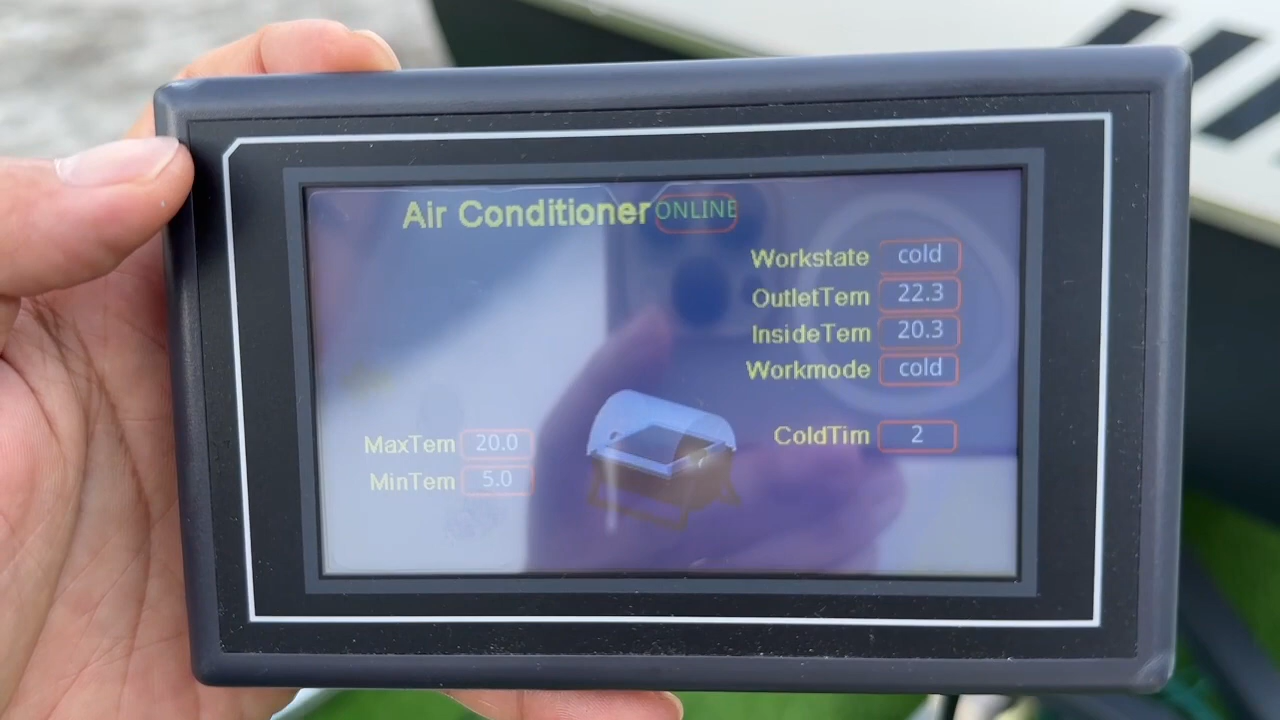 Air Conditioner ONLINE
Workstate cold
OutletTem 22.3
InsideTem 20.3
Workmode cold
MaxTem 20.0
ColdTim 2
MinTem 5.0